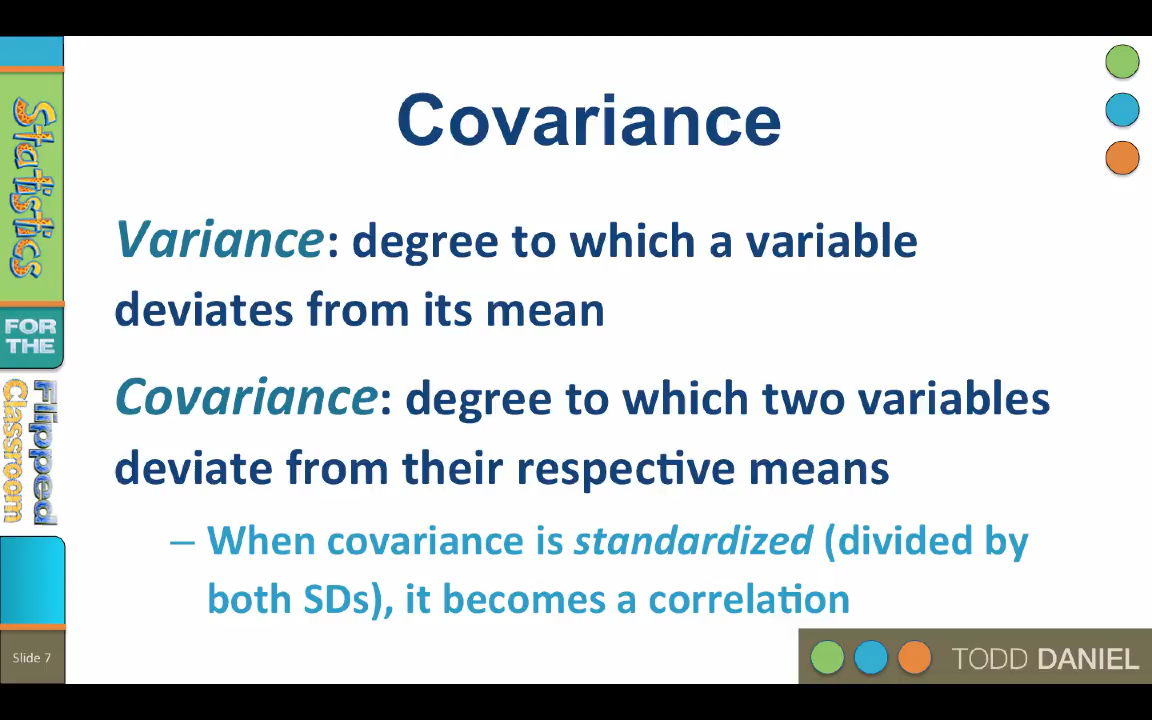 Covariance
Variance: degree to which a variable
deviates from its mean
Covariance: degree to which two variables
deviate from their respective means
– When covariance is standardized (divided by
both SDs), it becomes a correlation
Statistics
FOR
THE
Flipped
Classroom
Slide 7
TODD DANIEL